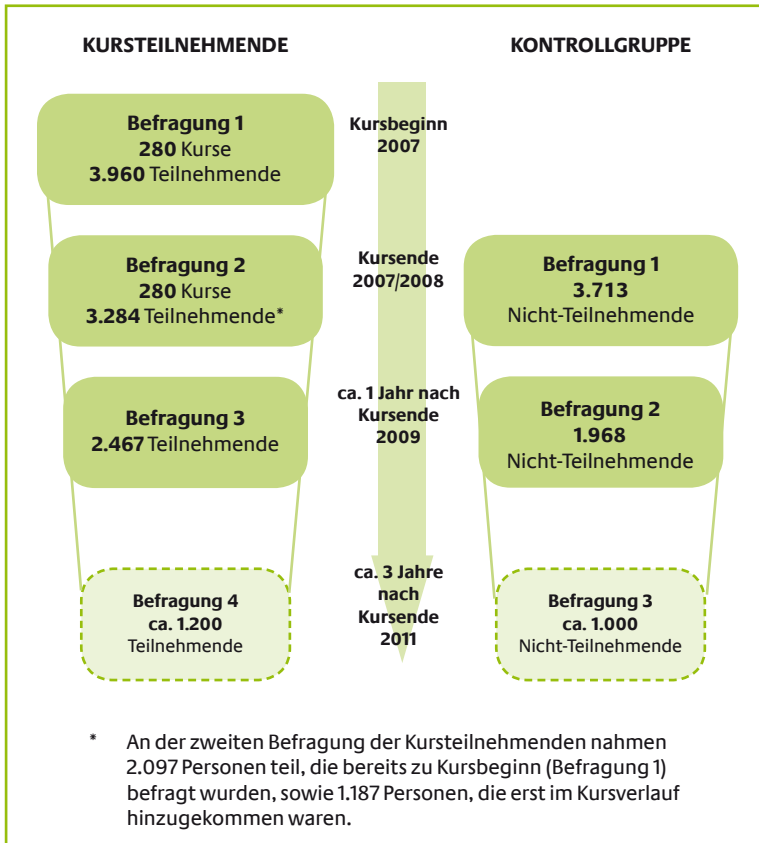 KURSTEILNEHMENDE
KONTROLLGRUPPE
Befragung 1
280 Kurse
3.960 Teilnehmende
Kursbeginn
2007
Befragung 2
280 Kurse
3.284 Teilnehmende*
Kursende
2007/2008
Befragung 1
3.713
Nicht-Teilnehmende
Befragung 3
2.467 Teilnehmende
ca. 1 Jahr nach
Kursende
2009
Befragung 2
1.968
Nicht-Teilnehmende
Befragung 4
ca. 1.200
Teilnehmende
ca. 3 Jahre
nach
Kursende
2011
Befragung 3
ca. 1.000
Nicht-Teilnehmende
* An der zweiten Befragung der Kursteilnehmenden nahmen
2.097 Personen teil, die bereits zu Kursbeginn (Befragung 1)
befragt wurden, sowie 1.187 Personen, die erst im Kursverlauf
hinzugekommen waren.